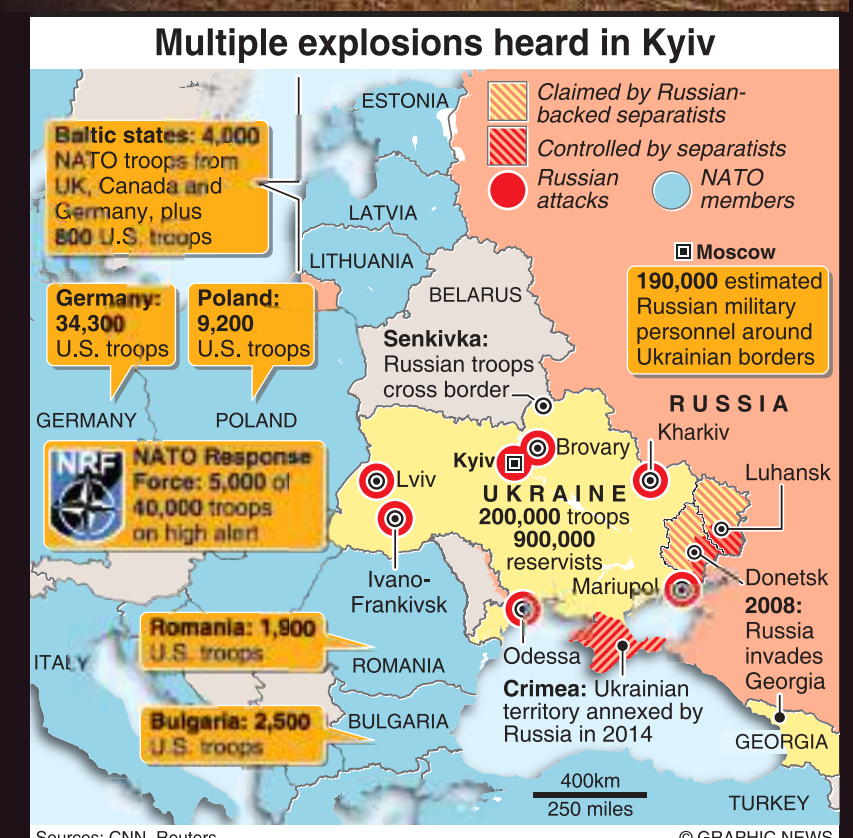 Multiple explosions heard in Kyiv
ESTONIA
Claimed by Russian-
backed separatists
Controlled by separatists
Russian
attacks
NATO
members
Baltic states: 4,000
NATO troops from
UK, Canada and
Germany, plus
800 U.S. troops
LATVIA
LITHUANIA
Moscow
190,000 estimated
Russian military
personnel around
Ukrainian borders
Germany:
34,300
U.S. troops
Poland:
9,200
U.S. troops
BELARUS
Senkivka:
Russian troops
cross border
RUSSIA
GERMANY
POLAND
Kharkiv
Brovary
Kyiv
NRF
NATO Response
Force: 5,000 of
40,000 troops
on high alert
Lviv
Luhansk
UKRAINE
200,000 troops
900,000
reservists
Ivano-
Frankivsk
Mariupol
Donetsk
2008:
Russia
invades
Georgia
Romania: 1,900
U.S. troops
ITALY
ROMANIA
Odessa
Crimea: Ukrainian
territory annexed by
Russia in 2014
Bulgaria: 2,500
U.S. troops
BULGARIA
GEORGIA
400km
250 miles
TURKEY
Sources: CNN, Reuters
© GRAPHIC NEWS